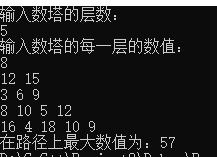 输入数塔的层数：
5
输入数塔的每一层的数值：
8
12 15
3 6 9
8 10 5 12
16 4 18 10 9
在路径上最大数值为：57